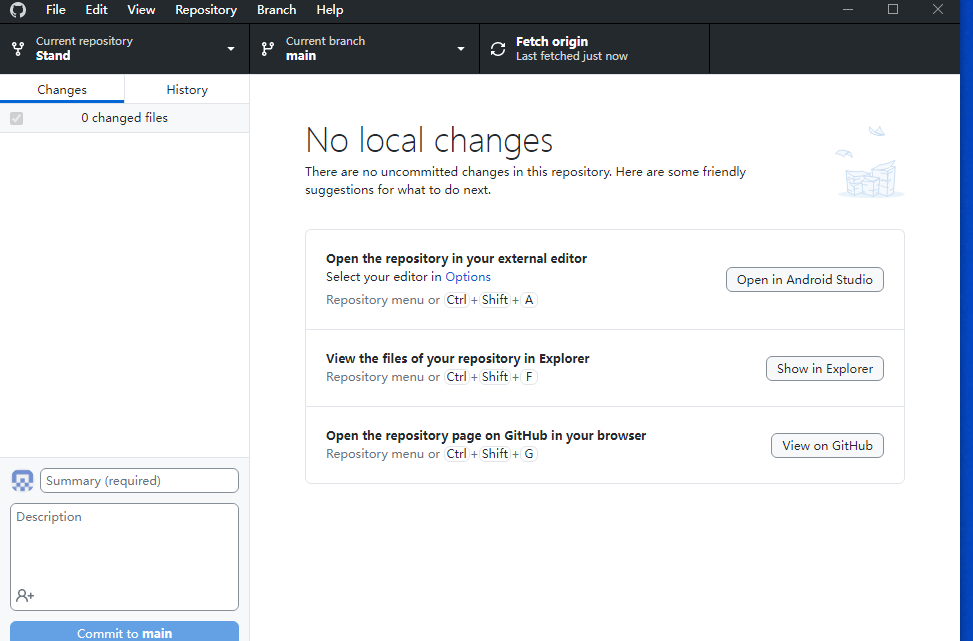 File Edit View Repository Branch Help
Current repository
Stand
Current branch
main
Fetch origin
Last fetched just now
Changes
History
0 changed files
No local changes
There are no uncommitted changes in this repository. Here are some friendly
suggestions for what to do next.
Open the repository in your external editor
Select your editor in Options
Repository menu or Ctrl + Shift + A
Open in Android Studio
View the files of your repository in Explorer
Repository menu or Ctrl + Shift + F
Show in Explorer
Open the repository page on GitHub in your browser
Repository menu or Ctrl + Shift + G
View on GitHub
Summary (required)
Description
Commit to main